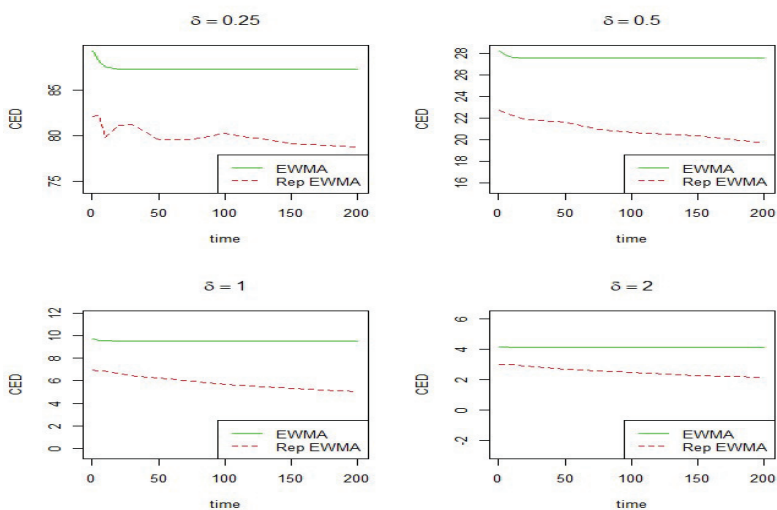 δ = 0.25
CED
75 80 85
0 50 100 150 200
time
EWMA
Rep EWMA
δ = 0.5
CED
16 18 20 22 24 26 28
0 50 100 150 200
time
EWMA
Rep EWMA
δ = 1
CED
0 2 4 6 8 10 12
0 50 100 150 200
time
EWMA
Rep EWMA
δ = 2
CED
-2 0 2 4 6
0 50 100 150 200
time
EWMA
Rep EWMA